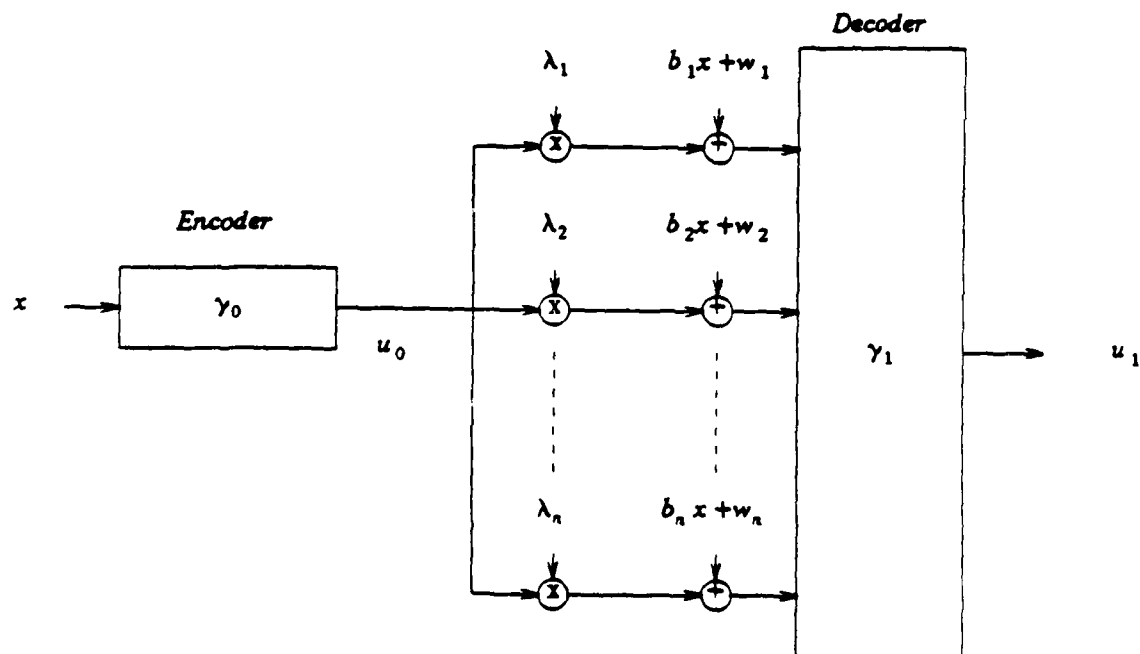 Decoder
λ₁ b₁x+w₁
x +
Encoder
λ₂ b₂x+w₂
x γ₀ x +
u₀
γ₁ u₁
λₙ bₙx+wₙ
x +